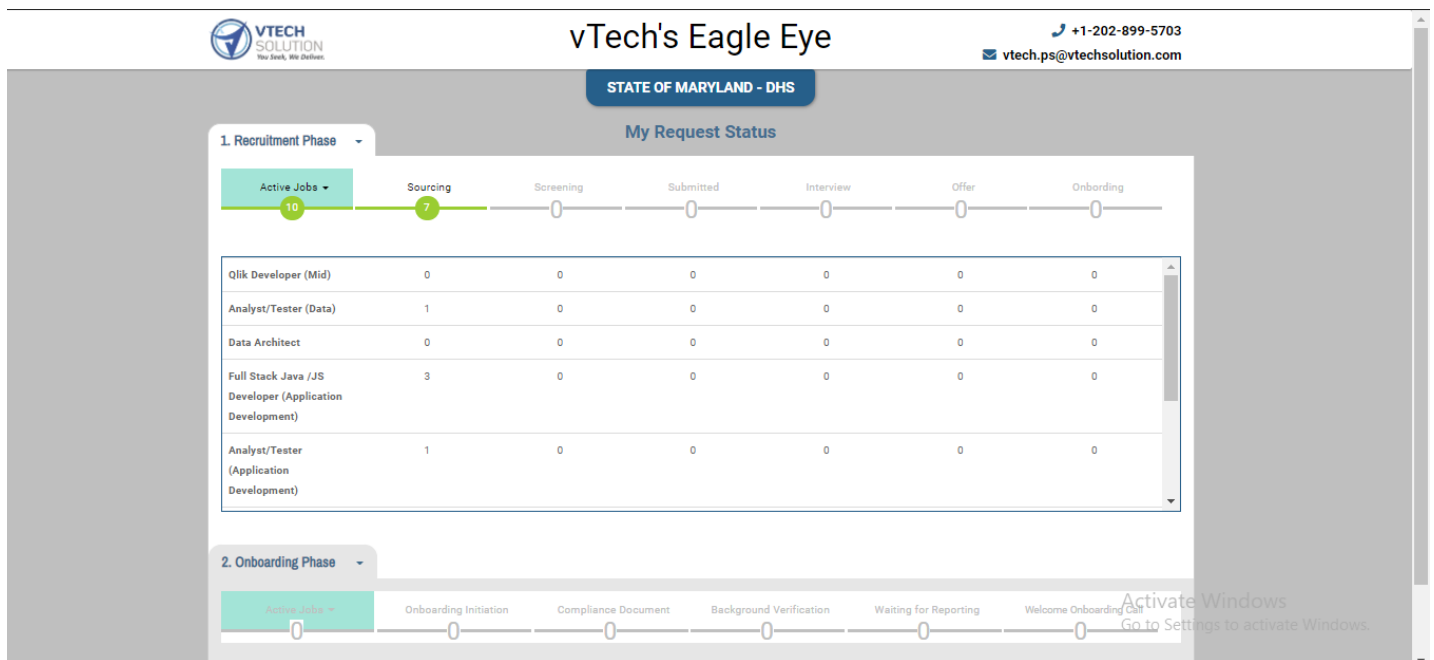 VTECH
SOLUTION
You Seek, We Deliver.
vTech's Eagle Eye
+1-202-899-5703
vtech.ps@vtechsolution.com
STATE OF MARYLAND - DHS
My Request Status
1. Recruitment Phase
Active Jobs Sourcing Screening Submitted Interview Offer Onbording
10 7 0 0 0 0 0
Qlik Developer (Mid) 0 0 0 0 0 0
Analyst/Tester (Data) 1 0 0 0 0 0
Data Architect 0 0 0 0 0 0
Full Stack Java /JS 3 0 0 0 0 0
Developer (Application
Development)
Analyst/Tester 1 0 0 0 0 0
(Application
Development)
2. Onboarding Phase
Active Jobs Onboarding Initiation Compliance Document Background Verification Waiting for Reporting Welcome Onboarding Call
0 0 0 0 0 0
Activate Windows
Go to Settings to activate Windows.